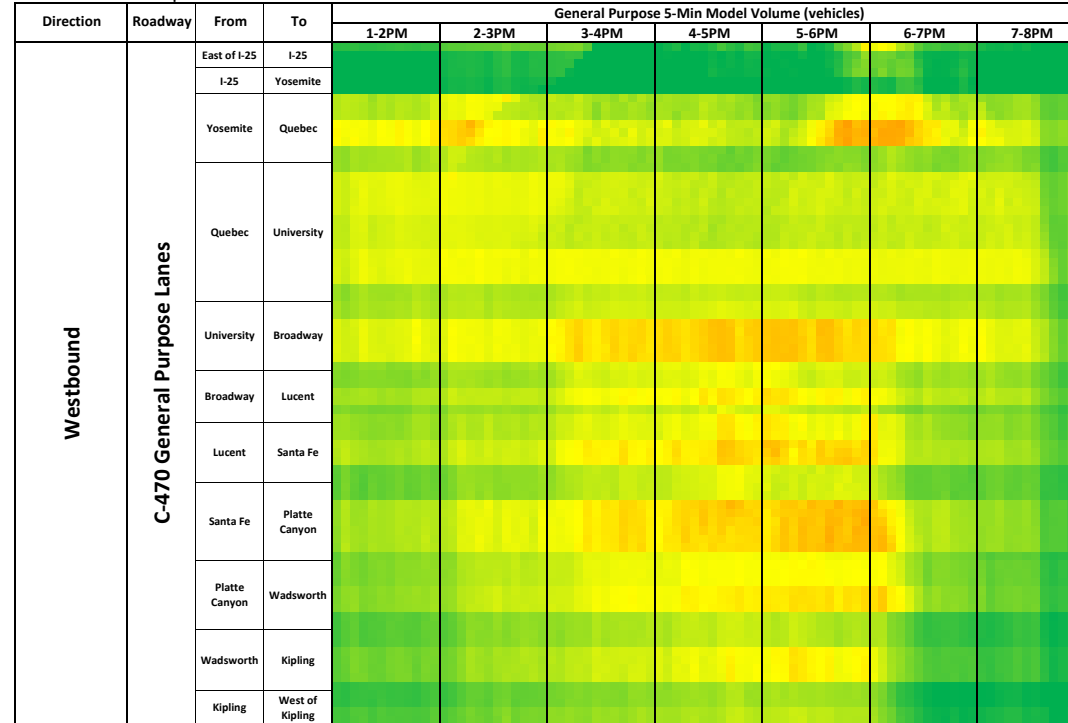 Direction Roadway From To General Purpose 5-Min Model Volume (vehicles)
1-2PM 2-3PM 3-4PM 4-5PM 5-6PM 6-7PM 7-8PM
Westbound
C-470 General Purpose Lanes
East of I-25 I-25
I-25 Yosemite
Yosemite Quebec
Quebec University
University Broadway
Broadway Lucent
Lucent Santa Fe
Santa Fe Platte
Canyon
Platte
Canyon Wadsworth
Wadsworth Kipling
Kipling West of
Kipling